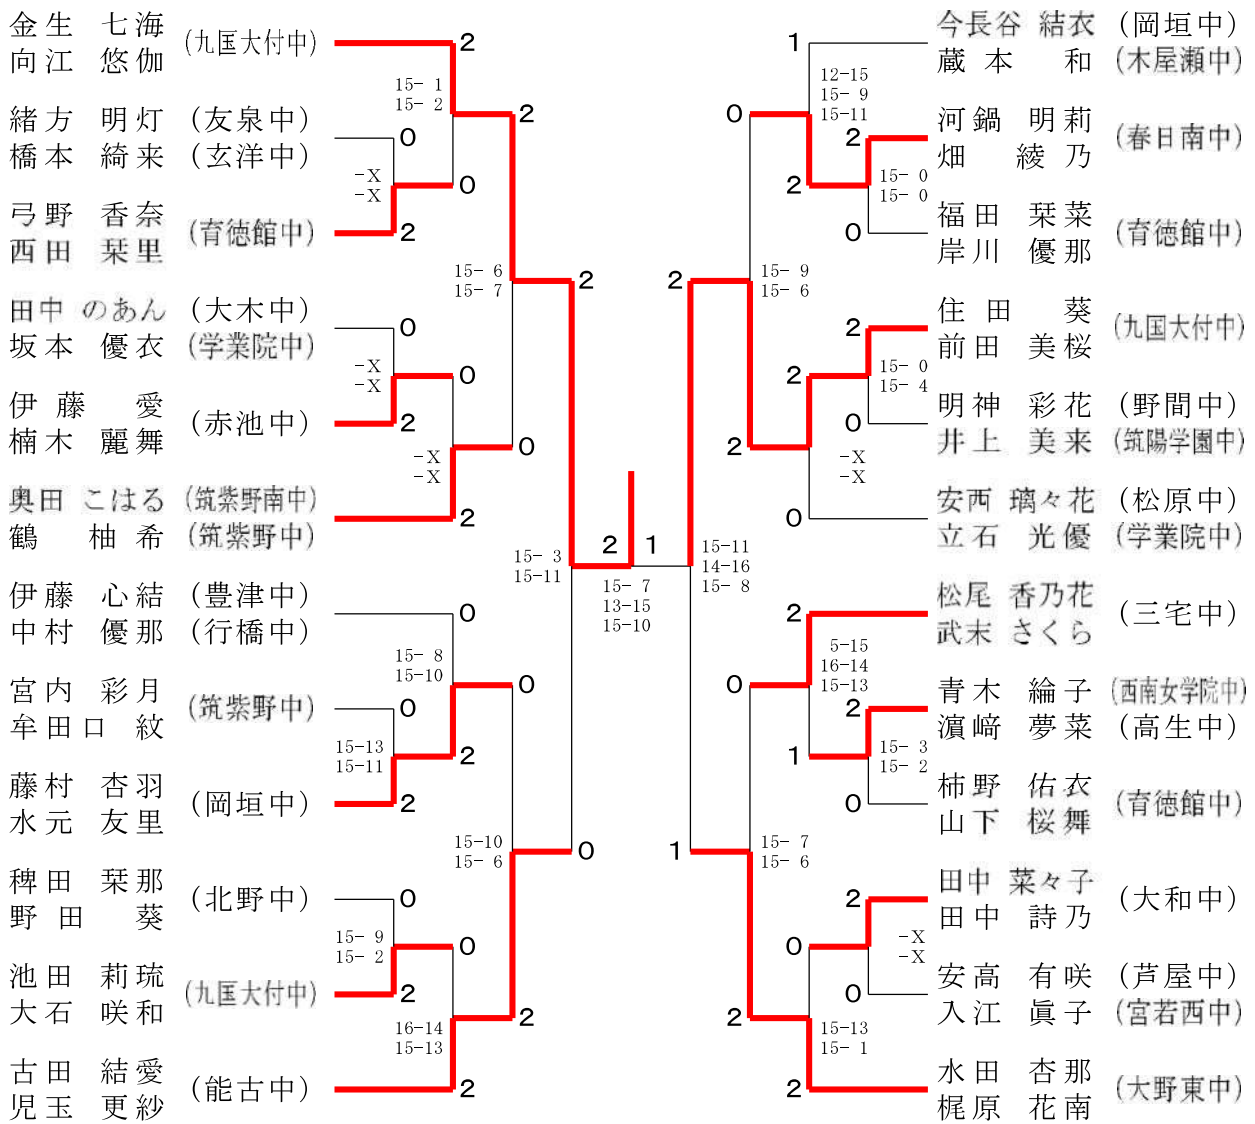 金生 七海 (九国大付中)
向江 悠伽
2
15- 1
15- 2
緒方 明灯 (友泉中)
橋本 綺来 (玄洋中)
0
2
-X
-X
0
弓野 香奈 (育徳館中)
西田 栞里
2
15- 6
15- 7
2
田中 のあん (大木中)
坂本 優衣 (学業院中)
0
-X
-X
0
伊藤 愛 (赤池中)
楠木 麗舞
2
-X
-X
0
奥田 こはる (筑紫野南中)
鶴 柚希 (筑紫野中)
2
15- 3
15-11
伊藤 心結 (豊津中)
中村 優那 (行橋中)
0
15- 8
15-10
0
宮内 彩月 (筑紫野中)
牟田口 紋
0
15-13
15-11
2
藤村 杏羽 (岡垣中)
水元 友里
2
15-10
15- 6
0
稗田 栞那 (北野中)
野田 葵
0
15- 9
15- 2
0
池田 莉琉 (九国大付中)
大石 咲和
2
16-14
15-13
2
古田 結愛 (能古中)
児玉 更紗
2
2 1
15- 7
13-15
15-10
1
今長谷 結衣 (岡垣中)
蔵本 和 (木屋瀬中)
12-15
15- 9
15-11
0
2
河鍋 明莉 (春日南中)
畑 綾乃
2
15- 0
15- 0
0
福田 栞菜 (育徳館中)
岸川 優那
2
15- 9
15- 6
2
住田 葵 (九国大付中)
前田 美桜
2
15- 0
15- 4
0
明神 彩花 (野間中)
井上 美来 (筑陽学園中)
2
-X
-X
0
安西 璃々花 (松原中)
立石 光優 (学業院中)
15-11
14-16
15- 8
2
松尾 香乃花 (三宅中)
武末 さくら
5-15
16-14
15-13
0
2
青木 綸子 (西南女学院中)
濵﨑 夢菜 (高生中)
1
15- 3
15- 2
0
柿野 佑衣 (育徳館中)
山下 桜舞
1
15- 7
15- 6
2
田中 菜々子 (大和中)
田中 詩乃
0
-X
-X
0
安高 有咲 (芦屋中)
入江 眞子 (宮若西中)
2
15-13
15- 1
2
水田 杏那 (大野東中)
梶原 花南